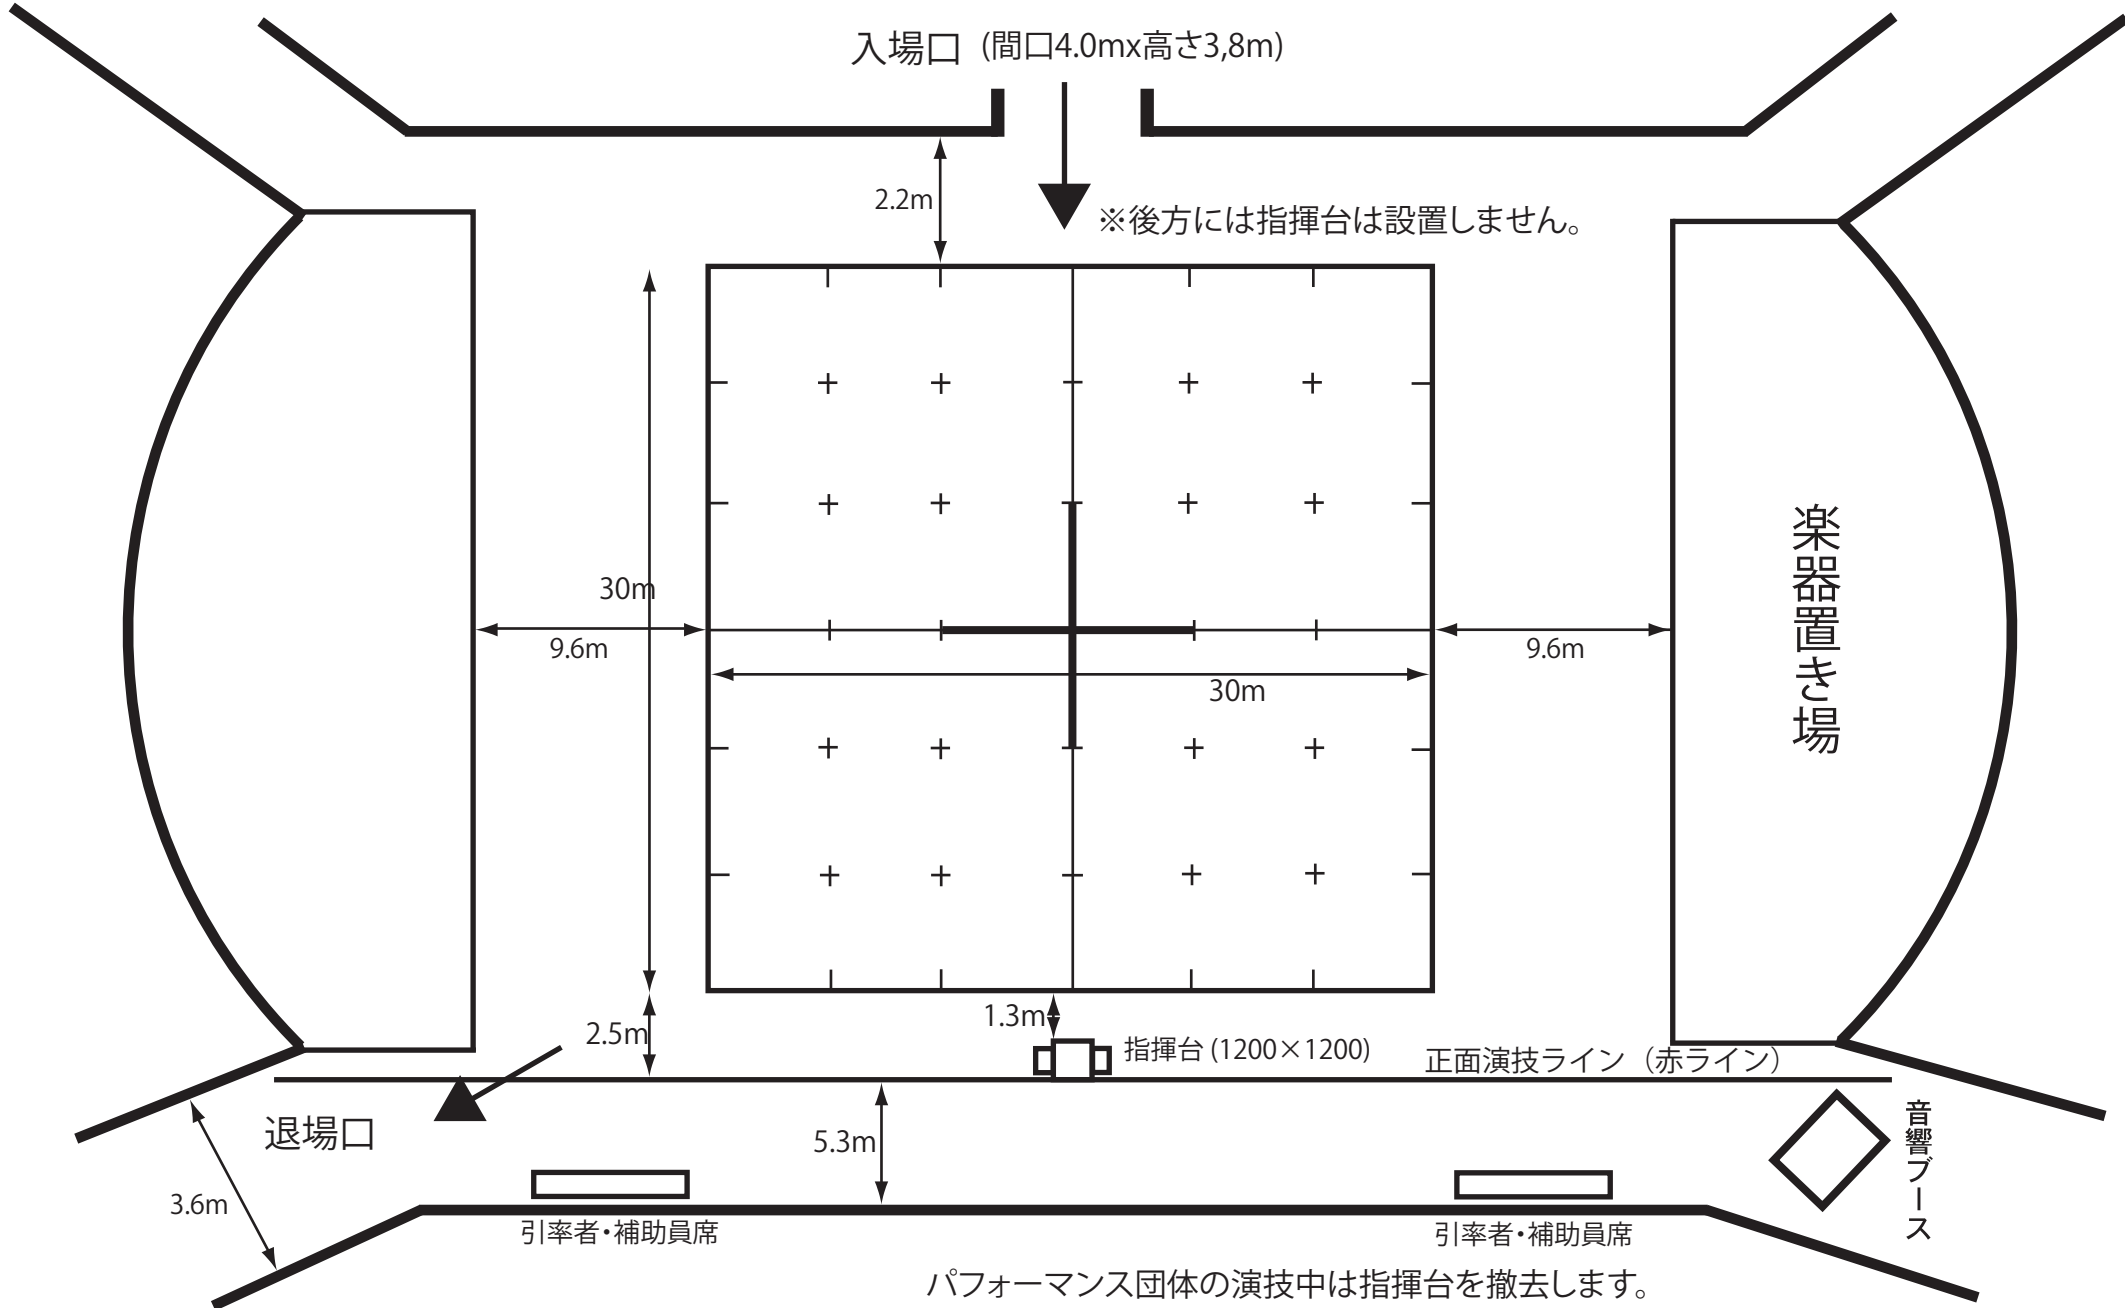 入場口 (間口4.0mx高さ3,8m)
2.2m
※後方には指揮台は設置しません。
30m
9.6m
9.6m
30m
楽器置き場
2.5m
1.3m
指揮台 (1200×1200)
正面演技ライン（赤ライン）
退場口
5.3m
音響ブース
3.6m
引率者・補助員席
引率者・補助員席
パフォーマンス団体の演技中は指揮台を撤去します。